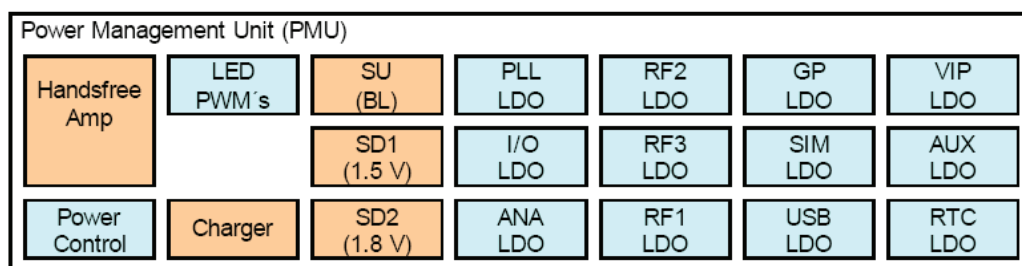 Power Management Unit (PMU)
Handsfree
Amp
LED
PWM´s
SU
(BL)
PLL
LDO
RF2
LDO
GP
LDO
VIP
LDO
SD1
(1.5 V)
I/O
LDO
RF3
LDO
SIM
LDO
AUX
LDO
Power
Control
Charger
SD2
(1.8 V)
ANA
LDO
RF1
LDO
USB
LDO
RTC
LDO